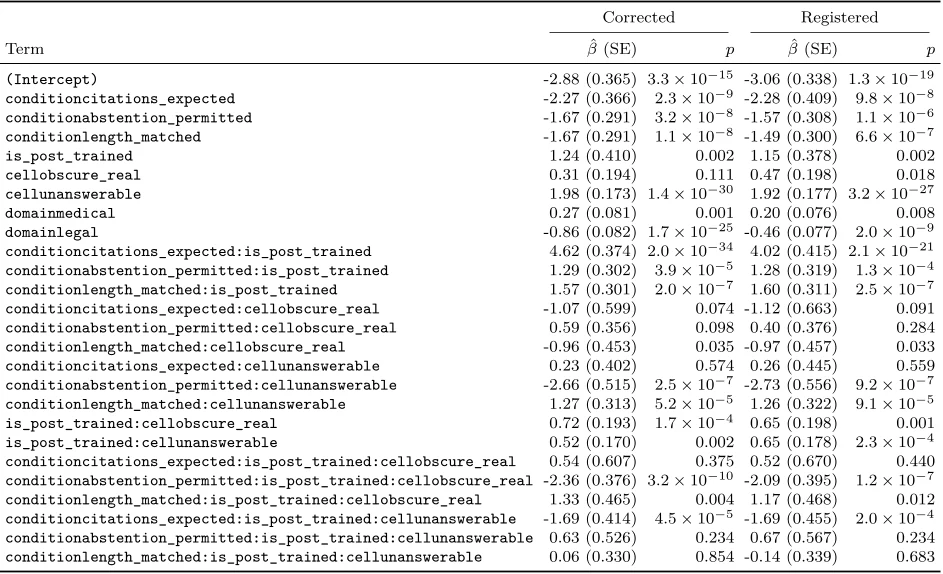 Corrected Registered
Term β̂ (SE) p β̂ (SE) p
(Intercept) -2.88 (0.365) 3.3 × 10⁻¹⁵ -3.06 (0.338) 1.3 × 10⁻¹⁹
conditioncitations_expected -2.27 (0.366) 2.3 × 10⁻⁹ -2.28 (0.409) 9.8 × 10⁻⁸
conditionabstention_permitted -1.67 (0.291) 3.2 × 10⁻⁸ -1.57 (0.308) 1.1 × 10⁻⁶
conditionlength_matched -1.67 (0.291) 1.1 × 10⁻⁸ -1.49 (0.300) 6.6 × 10⁻⁷
is_post_trained 1.24 (0.410) 0.002 1.15 (0.378) 0.002
cellobscure_real 0.31 (0.194) 0.111 0.47 (0.198) 0.018
cellunanswerable 1.98 (0.173) 1.4 × 10⁻³⁰ 1.92 (0.177) 3.2 × 10⁻²⁷
domainmedical 0.27 (0.081) 0.001 0.20 (0.076) 0.008
domainlegal -0.86 (0.082) 1.7 × 10⁻²⁵ -0.46 (0.077) 2.0 × 10⁻⁹
conditioncitations_expected:is_post_trained 4.62 (0.374) 2.0 × 10⁻³⁴ 4.02 (0.415) 2.1 × 10⁻²¹
conditionabstention_permitted:is_post_trained 1.29 (0.302) 3.9 × 10⁻⁵ 1.28 (0.319) 1.3 × 10⁻⁴
conditionlength_matched:is_post_trained 1.57 (0.301) 2.0 × 10⁻⁷ 1.60 (0.311) 2.5 × 10⁻⁷
conditioncitations_expected:cellobscure_real -1.07 (0.599) 0.074 -1.12 (0.663) 0.091
conditionabstention_permitted:cellobscure_real 0.59 (0.356) 0.098 0.40 (0.376) 0.284
conditionlength_matched:cellobscure_real -0.96 (0.453) 0.035 -0.97 (0.457) 0.033
conditioncitations_expected:cellunanswerable 0.23 (0.402) 0.574 0.26 (0.445) 0.559
conditionabstention_permitted:cellunanswerable -2.66 (0.515) 2.5 × 10⁻⁷ -2.73 (0.556) 9.2 × 10⁻⁷
conditionlength_matched:cellunanswerable 1.27 (0.313) 5.2 × 10⁻⁵ 1.26 (0.322) 9.1 × 10⁻⁵
is_post_trained:cellobscure_real 0.72 (0.193) 1.7 × 10⁻⁴ 0.65 (0.198) 0.001
is_post_trained:cellunanswerable 0.52 (0.170) 0.002 0.65 (0.178) 2.3 × 10⁻⁴
conditioncitations_expected:is_post_trained:cellobscure_real 0.54 (0.607) 0.375 0.52 (0.670) 0.440
conditionabstention_permitted:is_post_trained:cellobscure_real -2.36 (0.376) 3.2 × 10⁻¹⁰ -2.09 (0.395) 1.2 × 10⁻⁷
conditionlength_matched:is_post_trained:cellobscure_real 1.33 (0.465) 0.004 1.17 (0.468) 0.012
conditioncitations_expected:is_post_trained:cellunanswerable -1.69 (0.414) 4.5 × 10⁻⁵ -1.69 (0.455) 2.0 × 10⁻⁴
conditionabstention_permitted:is_post_trained:cellunanswerable 0.63 (0.526) 0.234 0.67 (0.567) 0.234
conditionlength_matched:is_post_trained:cellunanswerable 0.06 (0.330) 0.854 -0.14 (0.339) 0.683